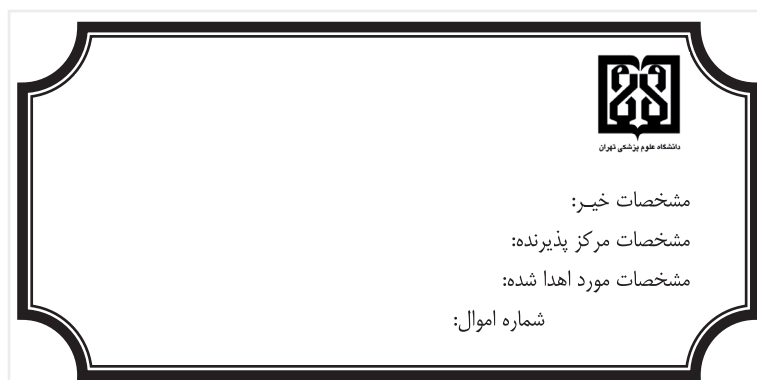 دانشگاه علوم پزشکی تهران
مشخصات خیـر:
مشخصات مرکز پذیرنده:
مشخصات مورد اهدا شده:
شماره اموال: